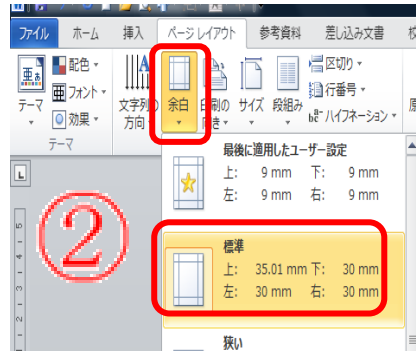 ファイル ホーム 挿入 ページ レイアウト 参考資料 差し込み文書 校
テーマ 配色 フォント 効果 文字列の方向 余白 印刷の向き サイズ 段組み 区切り 行番号 ハイフネーション
テーマ
最後に適用したユーザー設定
上: 9 mm 下: 9 mm
左: 9 mm 右: 9 mm
②
標準
上: 35.01 mm 下: 30 mm
左: 30 mm 右: 30 mm
狭い